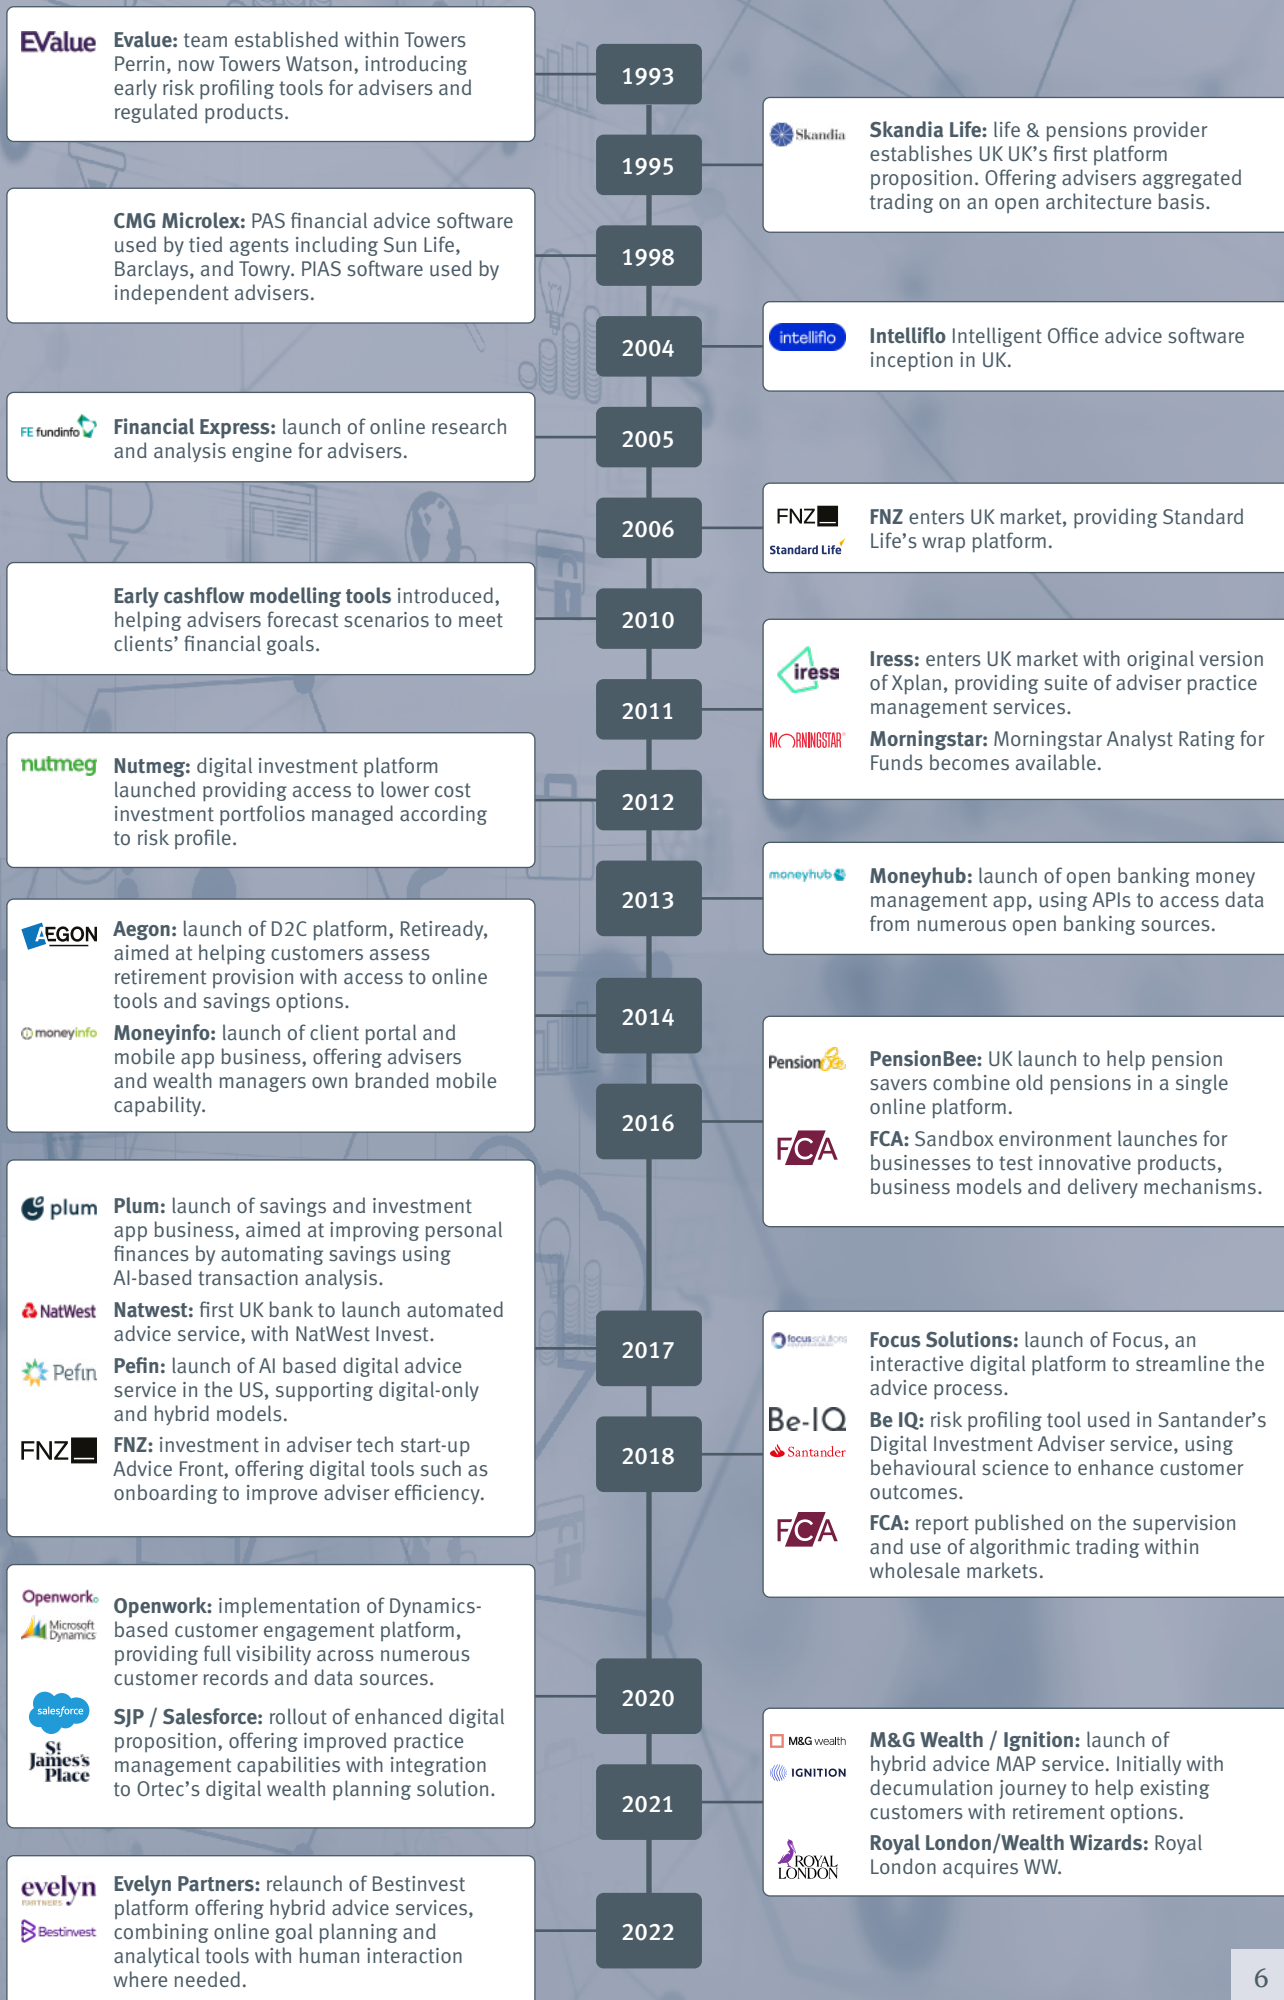 EValue
Evalue: team established within Towers
Perrin, now Towers Watson, introducing
early risk profiling tools for advisers and
regulated products.
1993
1995
Skandia
Skandia Life: life & pensions provider
establishes UK UK's first platform
proposition. Offering advisers aggregated
trading on an open architecture basis.
CMG Microlex: PAS financial advice software
used by tied agents including Sun Life,
Barclays, and Towry. PIAS software used by
independent advisers.
1998
2004
intelliflo
Intelliflo Intelligent Office advice software
inception in UK.
FE fundinfo
Financial Express: launch of online research
and analysis engine for advisers.
2005
2006
FNZ
Standard Life
FNZ enters UK market, providing Standard
Life's wrap platform.
Early cashflow modelling tools introduced,
helping advisers forecast scenarios to meet
clients' financial goals.
2010
2011
iress
Iress: enters UK market with original version
of Xplan, providing suite of adviser practice
management services.
MORNINGSTAR
Morningstar: Morningstar Analyst Rating for
Funds becomes available.
nutmeg
Nutmeg: digital investment platform
launched providing access to lower cost
investment portfolios managed according
to risk profile.
2012
2013
moneyhub
Moneyhub: launch of open banking money
management app, using APIs to access data
from numerous open banking sources.
AEGON
Aegon: launch of D2C platform, Retiready,
aimed at helping customers assess
retirement provision with access to online
tools and savings options.
moneyinfo
Moneyinfo: launch of client portal and
mobile app business, offering advisers
and wealth managers own branded mobile
capability.
2014
2016
PensionBee
PensionBee: UK launch to help pension
savers combine old pensions in a single
online platform.
FCA
FCA: Sandbox environment launches for
businesses to test innovative products,
business models and delivery mechanisms.
plum
Plum: launch of savings and investment
app business, aimed at improving personal
finances by automating savings using
AI-based transaction analysis.
NatWest
Natwest: first UK bank to launch automated
advice service, with NatWest Invest.
Pefin
Pefin: launch of AI based digital advice
service in the US, supporting digital-only
and hybrid models.
FNZ
FNZ: investment in adviser tech start-up
Advice Front, offering digital tools such as
onboarding to improve adviser efficiency.
2017
2018
focus solutions
Focus Solutions: launch of Focus, an
interactive digital platform to streamline the
advice process.
Be-IQ
Santander
Be IQ: risk profiling tool used in Santander's
Digital Investment Adviser service, using
behavioural science to enhance customer
outcomes.
FCA
FCA: report published on the supervision
and use of algorithmic trading within
wholesale markets.
Openwork
Microsoft
Dynamics
Openwork: implementation of Dynamics-
based customer engagement platform,
providing full visibility across numerous
customer records and data sources.
salesforce
St
James's
Place
SJP / Salesforce: rollout of enhanced digital
proposition, offering improved practice
management capabilities with integration
to Ortec's digital wealth planning solution.
2020
2021
M&G wealth
IGNITION
M&G Wealth / Ignition: launch of
hybrid advice MAP service. Initially with
decumulation journey to help existing
customers with retirement options.
ROYAL
LONDON
Royal London/Wealth Wizards: Royal
London acquires WW.
evelyn
PARTNERS
Bestinvest
Evelyn Partners: relaunch of Bestinvest
platform offering hybrid advice services,
combining online goal planning and
analytical tools with human interaction
where needed.
2022
6